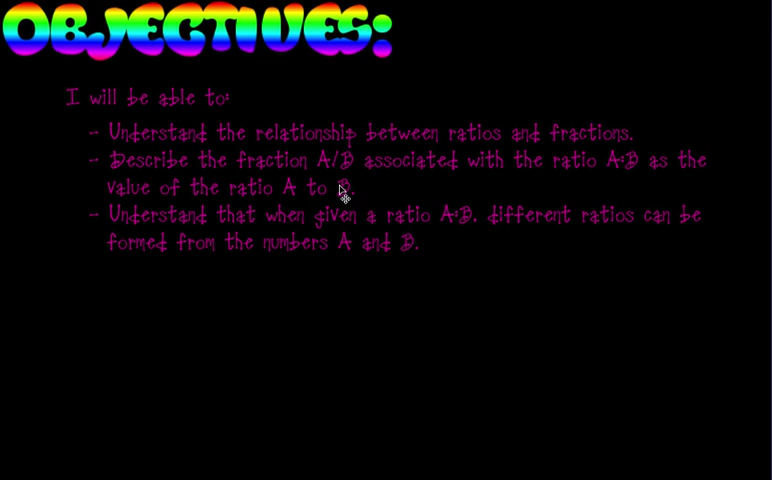 OBJECTIVES:
I will be able to:
- Understand the relationship between ratios and fractions.
- Describe the fraction A/B associated with the ratio A:B as the
value of the ratio A to B.
- Understand that when given a ratio A:B, different ratios can be
formed from the numbers A and B.